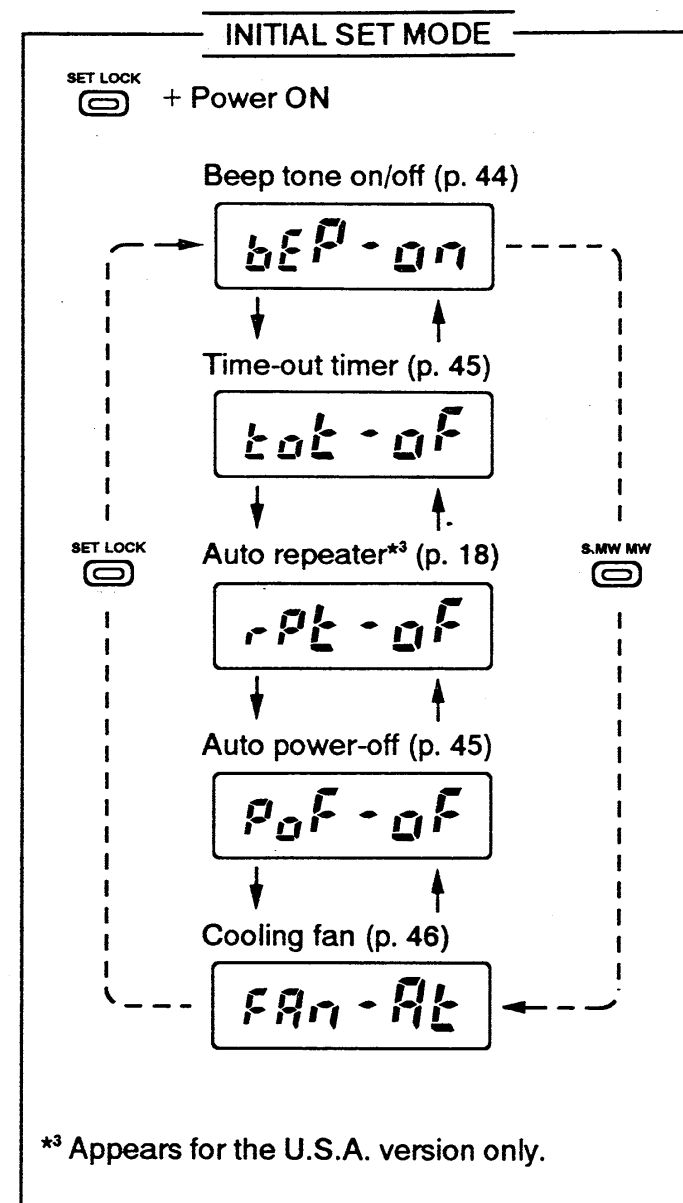 INITIAL SET MODE
SET LOCK
+ Power ON
Beep tone on/off (p. 44)
bEP-on
Time-out timer (p. 45)
tot-oF
SET LOCK
S.MW MW
Auto repeater*3 (p. 18)
rPt-oF
Auto power-off (p. 45)
PoF-oF
Cooling fan (p. 46)
FAn-At
*3 Appears for the U.S.A. version only.